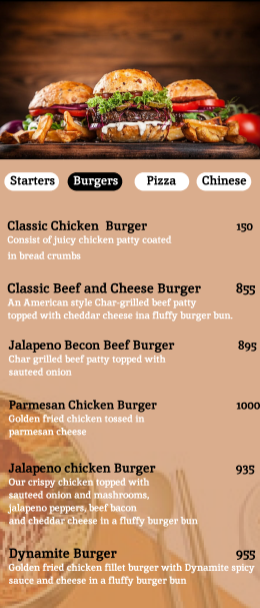 Starters Burgers Pizza Chinese
Classic Chicken Burger 150
Consist of juicy chicken patty coated
in bread crumbs
Classic Beef and Cheese Burger 855
An American style Char-grilled beef patty
topped with cheddar cheese ina fluffy burger bun.
Jalapeno Becon Beef Burger 895
Char grilled beef patty topped with
sauteed onion
Parmesan Chicken Burger 1000
Golden fried chicken tossed in
parmesan cheese
Jalapeno chicken Burger 935
Our crispy chicken topped with
sauteed onion and mashrooms,
jalapeno peppers, beef bacon
and cheddar cheese in a fluffy burger bun
Dynamite Burger 955
Golden fried chicken fillet burger with Dynamite spicy
sauce and cheese in a fluffy burger bun